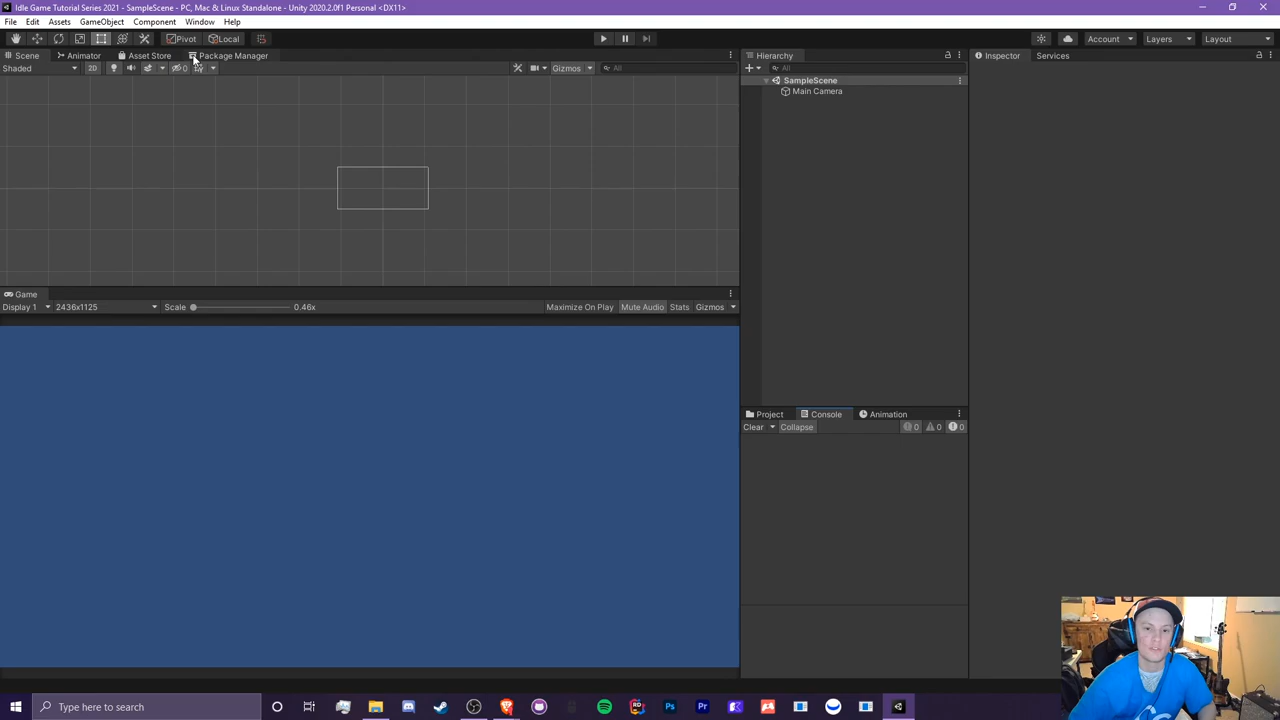 Idle Game Tutorial Series 2021 - SampleScene - PC, Mac & Linux Standalone - Unity 2020.2.0f1 Personal <DX11>
File Edit Assets GameObject Component Window Help
Pivot Local Account Layers Layout
Scene Animator Asset Store Package Manager
Shaded 2D 0 Gizmos All
Hierarchy
All
SampleScene
Main Camera
Inspector Services
Game
Display 1 2436x1125 Scale 0.46x Maximize On Play Mute Audio Stats Gizmos
Project Console Animation
Clear Collapse 0 0 0
Type here to search